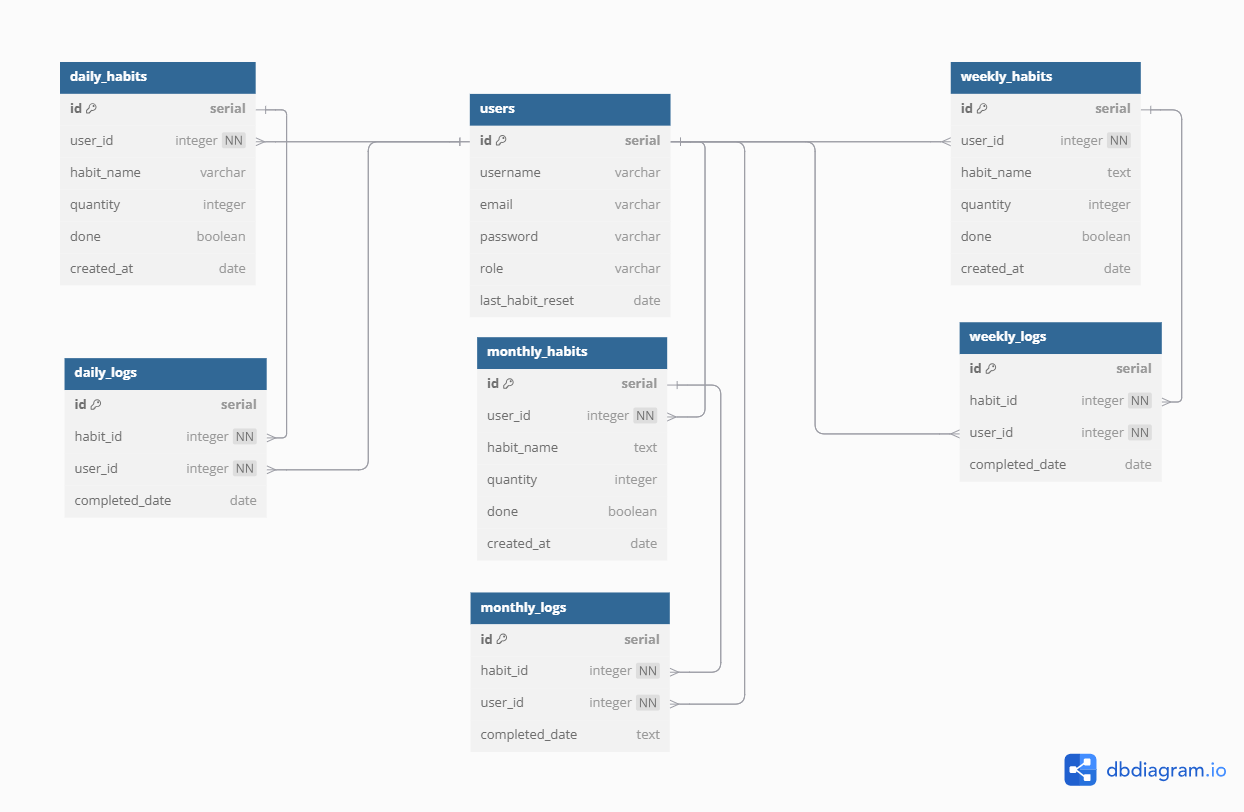 daily_habits
id serial
user_id integer NN
habit_name varchar
quantity integer
done boolean
created_at date
users
id serial
username varchar
email varchar
password varchar
role varchar
last_habit_reset date
weekly_habits
id serial
user_id integer NN
habit_name text
quantity integer
done boolean
created_at date
daily_logs
id serial
habit_id integer NN
user_id integer NN
completed_date date
monthly_habits
id serial
user_id integer NN
habit_name text
quantity integer
done boolean
created_at date
weekly_logs
id serial
habit_id integer NN
user_id integer NN
completed_date date
monthly_logs
id serial
habit_id integer NN
user_id integer NN
completed_date text
dbdiagram.io